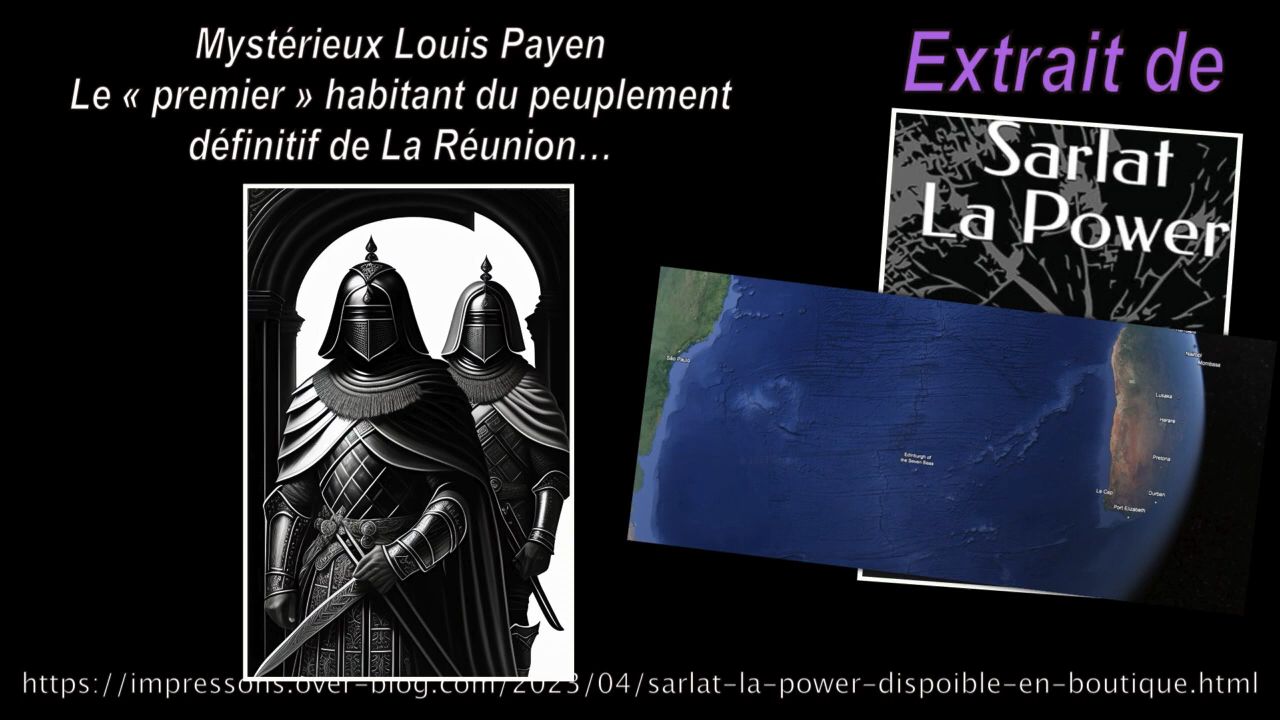 Mystérieux Louis Payen
Le « premier » habitant du peuplement
définitif de La Réunion...
Extrait de
Sarlat
La Power
São Paulo
Edinburgh of
the Seven Seas
Nairobi
Mombasa
Lusaka
Harare
Pretoria
Durban
Le Cap
Port Elizabeth
https://impressons.over-blog.com/2023/04/sarlat-la-power-dispoible-en-boutique.html